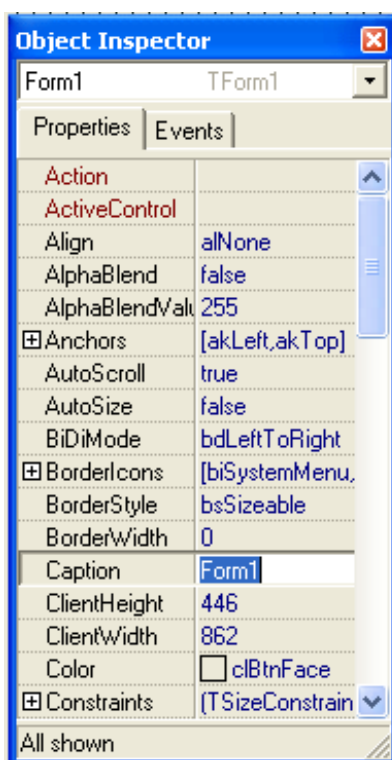 Object Inspector
Form1 TForm1
Properties Events
Action
ActiveControl
Align alNone
AlphaBlend false
AlphaBlendValu 255
Anchors [akLeft,akTop]
AutoScroll true
AutoSize false
BiDiMode bdLeftToRight
BorderIcons [biSystemMenu,
BorderStyle bsSizeable
BorderWidth 0
Caption Form1
ClientHeight 446
ClientWidth 862
Color clBtnFace
Constraints (TSizeConstrain
All shown